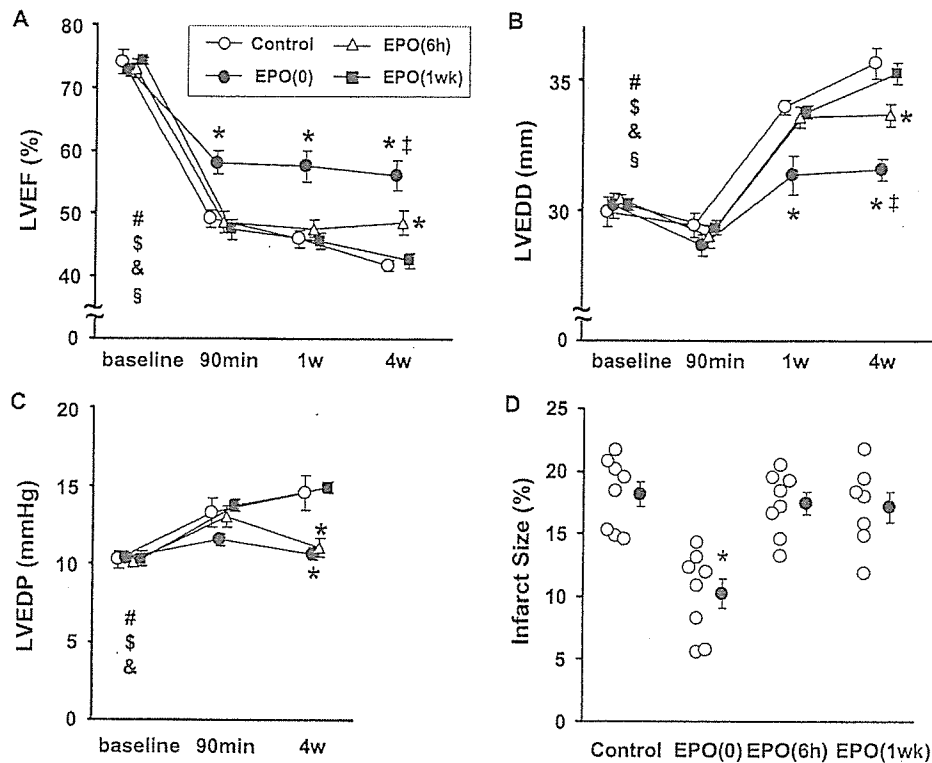 A
LVEF (%)
80
70
60
50
40
0
Control
EPO(6h)
EPO(0)
EPO(1wk)
* * * ‡
*
#
$
&
§
baseline 90min 1w 4w
B
LVEDD (mm)
35
30
0
#
$
&
§
*
* * ‡
baseline 90min 1w 4w
C
LVEDP (mmHg)
20
15
10
5
0
*
*
#
$
&
baseline 90min 4w
D
Infarct Size (%)
25
20
15
10
5
0
*
Control EPO(0) EPO(6h) EPO(1wk)